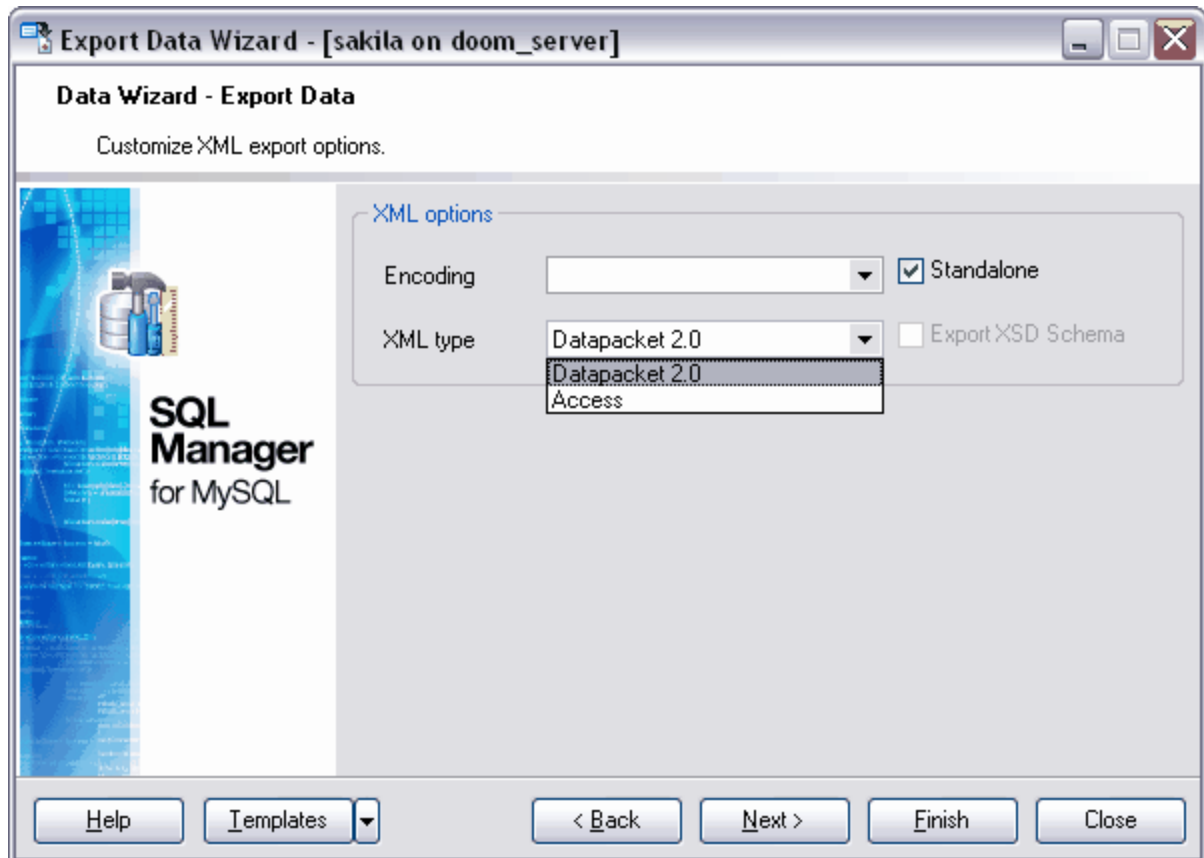 Export Data Wizard - [sakila on doom_server]
Data Wizard - Export Data
Customize XML export options.
XML options
Encoding
Standalone
XML type
Datapacket 2.0
Export XSD Schema
Datapacket 2.0
Access
SQL
Manager
for MySQL
Help
Templates
< Back
Next >
Finish
Close